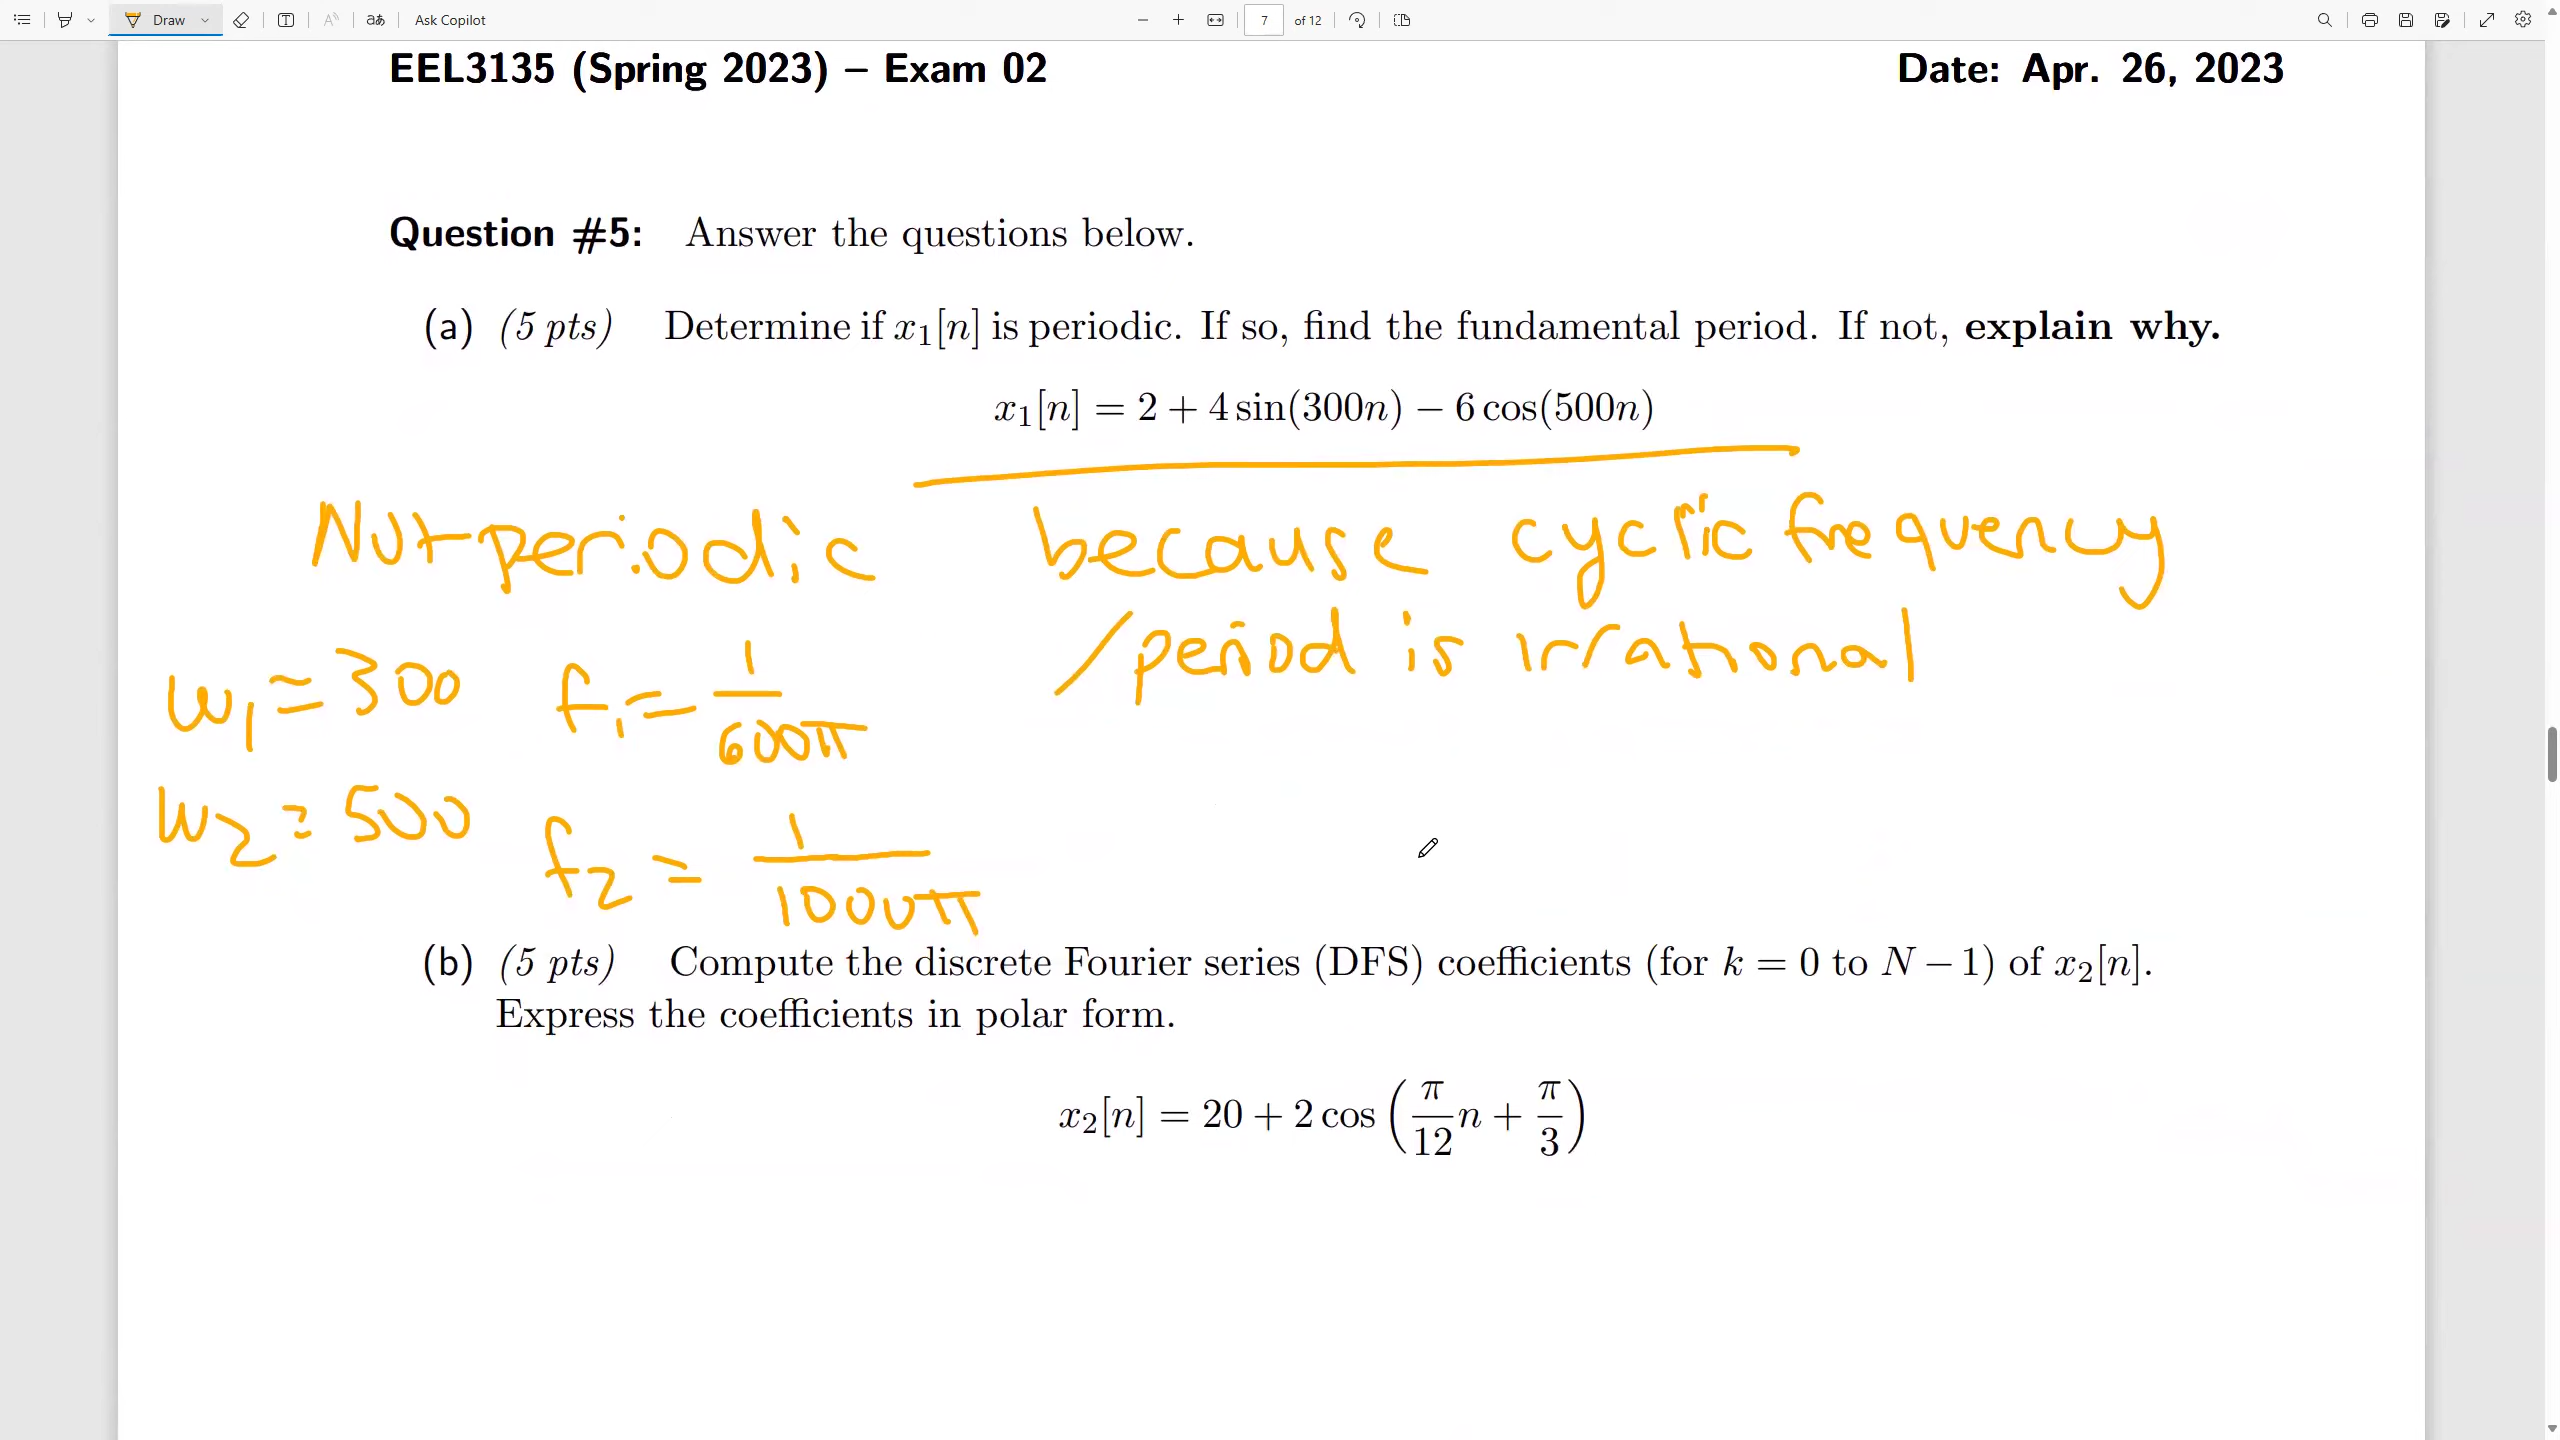 Draw
aあ
Ask Copilot
7 of 12
EEL3135 (Spring 2023) – Exam 02 Date: Apr. 26, 2023
Question #5: Answer the questions below.
(a) (5 pts) Determine if x₁[n] is periodic. If so, find the fundamental period. If not, explain why.
x₁[n] = 2 + 4 sin(300n) − 6 cos(500n)
Not periodic because cyclic frequency
/period is irrational
w₁ = 300 f₁ = 1/600π
w₂ = 500 f₂ = 1/1000π
(b) (5 pts) Compute the discrete Fourier series (DFS) coefficients (for k = 0 to N − 1) of x₂[n].
Express the coefficients in polar form.
x₂[n] = 20 + 2 cos (π/12 n + π/3)